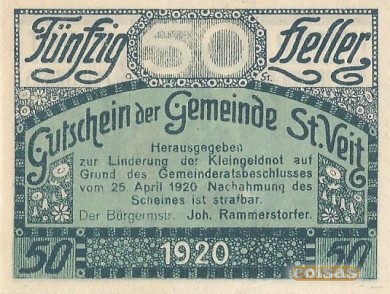 Fünfzig 50 Heller
Gutschein der Gemeinde St. Veit
Herausgegeben
zur Linderung der Kleingeldnot auf
Grund des Gemeinderatsbeschlusses
vom 25 April 1920 Nachahmung des
Scheines ist strafbar.
Der Bürgermstr. Joh. Rammerstorfer.
50 1920 50
colsas